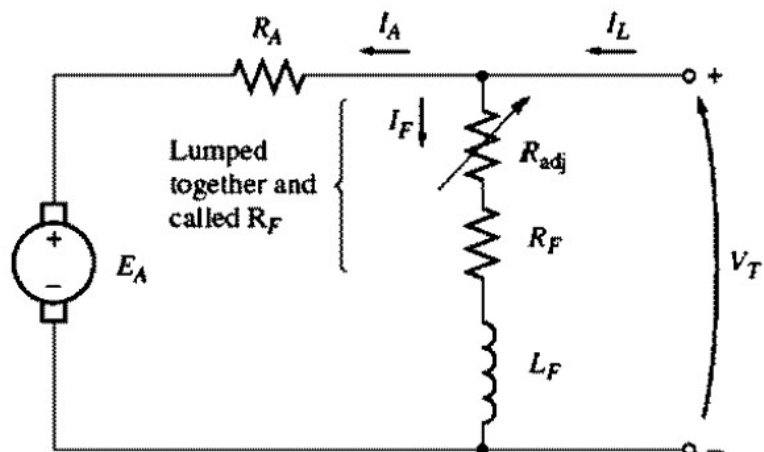 R_A
I_A
I_L
+
I_F
R_adj
Lumped
together and
called R_F
R_F
+
−
E_A
V_T
L_F
−